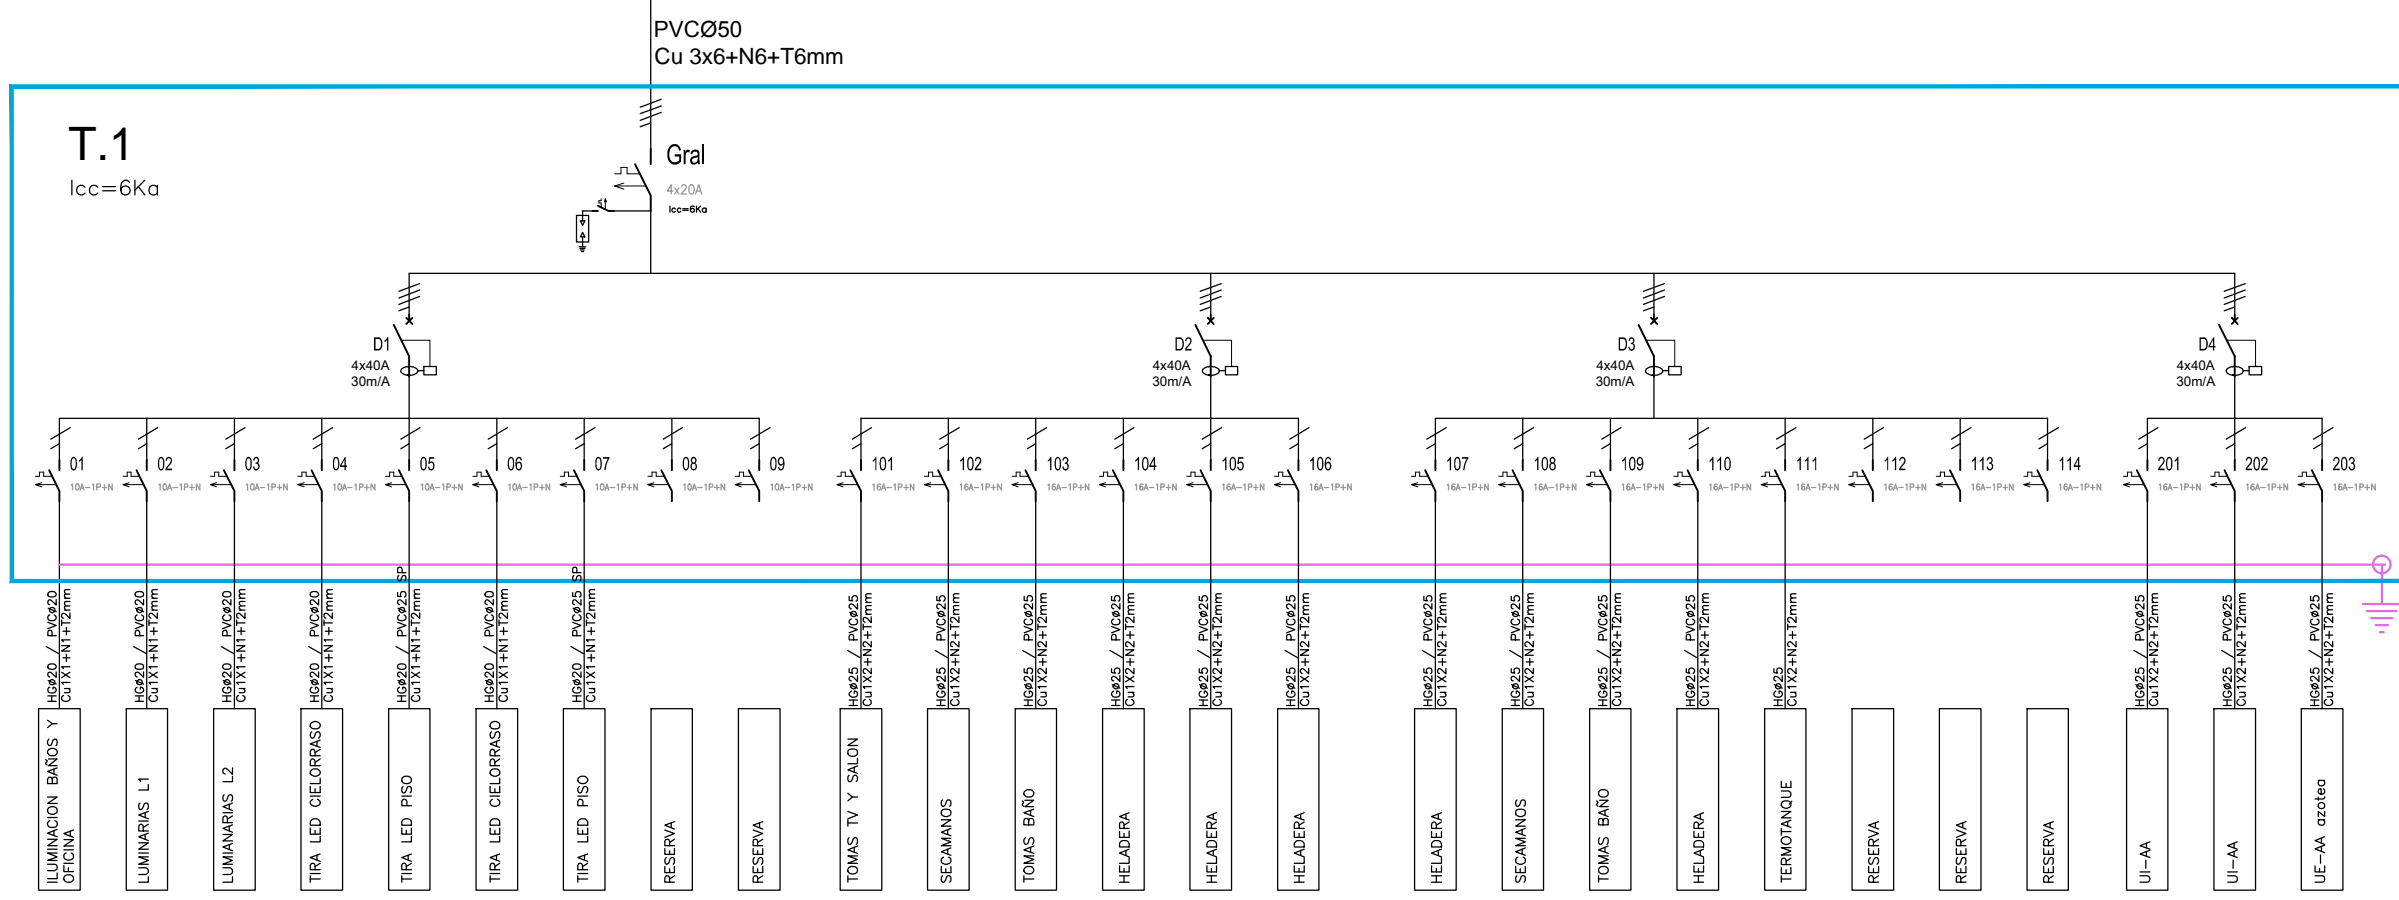 PVCØ50
Cu 3x6+N6+T6mm
T.1
Icc=6Ka
Gral
4x20A
Icc=6Ka
D1
4x40A
30m/A
D2
4x40A
30m/A
D3
4x40A
30m/A
D4
4x40A
30m/A
01
10A-1P+N
02
10A-1P+N
03
10A-1P+N
04
10A-1P+N
05
10A-1P+N
06
10A-1P+N
07
10A-1P+N
08
10A-1P+N
09
10A-1P+N
101
16A-1P+N
102
16A-1P+N
103
16A-1P+N
104
16A-1P+N
105
16A-1P+N
106
16A-1P+N
107
16A-1P+N
108
16A-1P+N
109
16A-1P+N
110
16A-1P+N
111
16A-1P+N
112
16A-1P+N
113
16A-1P+N
114
16A-1P+N
201
16A-1P+N
202
16A-1P+N
203
16A-1P+N
HGø20 / PVCø20
Cu1X1+N1+T2mm
HGø20 / PVCø20
Cu1X1+N1+T2mm
HGø20 / PVCø20
Cu1X1+N1+T2mm
HGø20 / PVCø20
Cu1X1+N1+T2mm
HGø20 / PVCø25 SP
Cu1X1+N1+T2mm
HGø20 / PVCø20
Cu1X1+N1+T2mm
HGø20 / PVCø25 SP
Cu1X1+N1+T2mm
HGø25 / PVCø25
Cu1X2+N2+T2mm
HGø25 / PVCø25
Cu1X2+N2+T2mm
HGø25 / PVCø25
Cu1X2+N2+T2mm
HGø25 / PVCø25
Cu1X2+N2+T2mm
HGø25 / PVCø25
Cu1X2+N2+T2mm
HGø25 / PVCø25
Cu1X2+N2+T2mm
HGø25 / PVCø25
Cu1X2+N2+T2mm
HGø25 / PVCø25
Cu1X2+N2+T2mm
HGø25 / PVCø25
Cu1X2+N2+T2mm
HGø25 / PVCø25
Cu1X2+N2+T2mm
Cu1X2+N2+T2mm
HGø25 / PVCø25
Cu1X2+N2+T2mm
HGø25 / PVCø25
Cu1X2+N2+T2mm
HGø25 / PVCø25
Cu1X2+N2+T2mm
ILUMINACION BAÑOS Y
OFICINA
LUMINARIAS L1
LUMIANARIAS L2
TIRA LED CIELORRASO
TIRA LED PISO
TIRA LED CIELORRASO
TIRA LED PISO
RESERVA
RESERVA
TOMAS TV Y SALON
SECAMANOS
TOMAS BAÑO
HELADERA
HELADERA
HELADERA
HELADERA
SECAMANOS
TOMAS BAÑO
HELADERA
TERMOTANQUE
RESERVA
RESERVA
RESERVA
UI-AA
UI-AA
UE-AA azotea